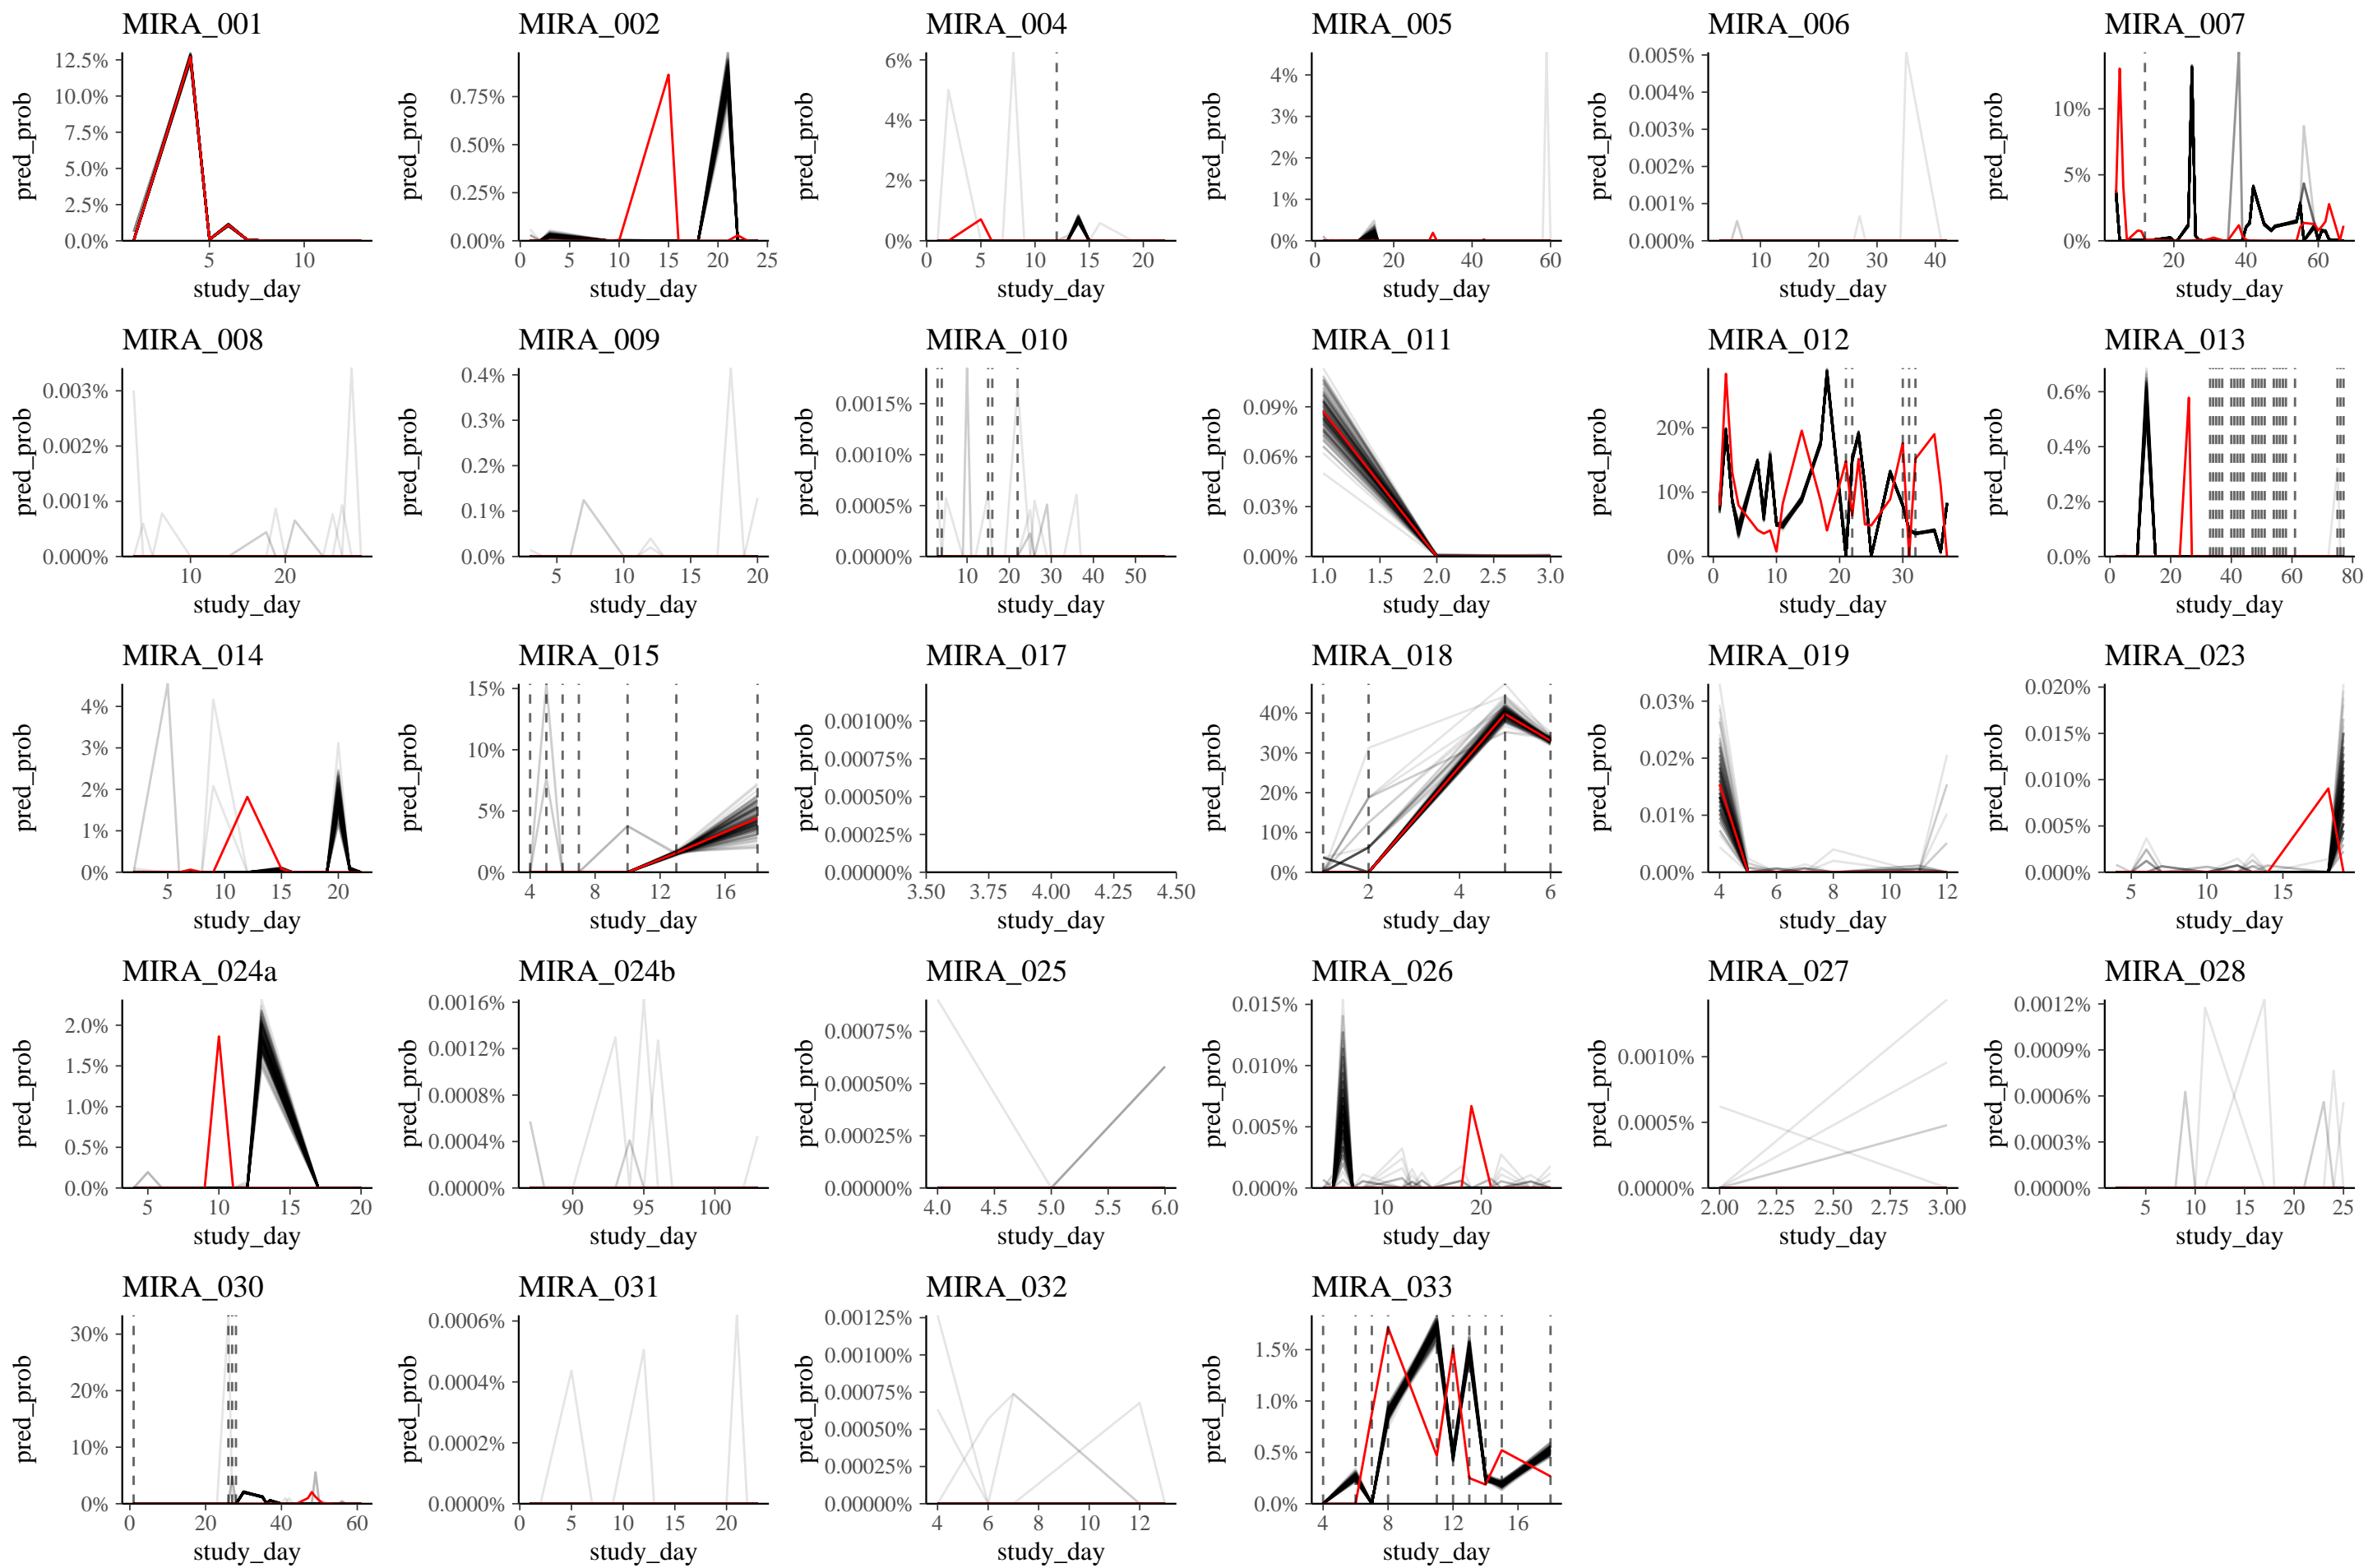 MIRA_001 MIRA_002 MIRA_004 MIRA_005 MIRA_006 MIRA_007
pred_prob pred_prob pred_prob pred_prob pred_prob pred_prob
12.5% 10.0% 7.5% 5.0% 2.5% 0.0%
0.75% 0.50% 0.25% 0.00%
6% 4% 2% 0%
4% 3% 2% 1% 0%
0.005% 0.004% 0.003% 0.002% 0.001% 0.000%
10% 5% 0%
5 10
0 5 10 15 20 25
0 5 10 15 20
0 20 40 60
10 20 30 40
20 40 60
study_day study_day study_day study_day study_day study_day
MIRA_008 MIRA_009 MIRA_010 MIRA_011 MIRA_012 MIRA_013
pred_prob pred_prob pred_prob pred_prob pred_prob pred_prob
0.003% 0.002% 0.001% 0.000%
0.4% 0.3% 0.2% 0.1% 0.0%
0.0015% 0.0010% 0.0005% 0.0000%
0.09% 0.06% 0.03% 0.00%
20% 10% 0%
0.6% 0.4% 0.2% 0.0%
10 20
5 10 15 20
10 20 30 40 50
1.0 1.5 2.0 2.5 3.0
0 10 20 30
0 20 40 60 80
study_day study_day study_day study_day study_day study_day
MIRA_014 MIRA_015 MIRA_017 MIRA_018 MIRA_019 MIRA_023
pred_prob pred_prob pred_prob pred_prob pred_prob pred_prob
4% 3% 2% 1% 0%
15% 10% 5% 0%
0.00100% 0.00075% 0.00050% 0.00025% 0.00000%
40% 30% 20% 10% 0%
0.03% 0.02% 0.01% 0.00%
0.020% 0.015% 0.010% 0.005% 0.000%
5 10 15 20
4 8 12 16
3.50 3.75 4.00 4.25 4.50
2 4 6
4 6 8 10 12
5 10 15
study_day study_day study_day study_day study_day study_day
MIRA_024a MIRA_024b MIRA_025 MIRA_026 MIRA_027 MIRA_028
pred_prob pred_prob pred_prob pred_prob pred_prob pred_prob
2.0% 1.5% 1.0% 0.5% 0.0%
0.0016% 0.0012% 0.0008% 0.0004% 0.0000%
0.00075% 0.00050% 0.00025% 0.00000%
0.015% 0.010% 0.005% 0.000%
0.0010% 0.0005% 0.0000%
0.0012% 0.0009% 0.0006% 0.0003% 0.0000%
5 10 15 20
90 95 100
4.0 4.5 5.0 5.5 6.0
10 20
2.00 2.25 2.50 2.75 3.00
5 10 15 20 25
study_day study_day study_day study_day study_day study_day
MIRA_030 MIRA_031 MIRA_032 MIRA_033
pred_prob pred_prob pred_prob pred_prob
30% 20% 10% 0%
0.0006% 0.0004% 0.0002% 0.0000%
0.00125% 0.00100% 0.00075% 0.00050% 0.00025% 0.00000%
1.5% 1.0% 0.5% 0.0%
0 20 40 60
0 5 10 15 20
4 6 8 10 12
4 8 12 16
study_day study_day study_day study_day